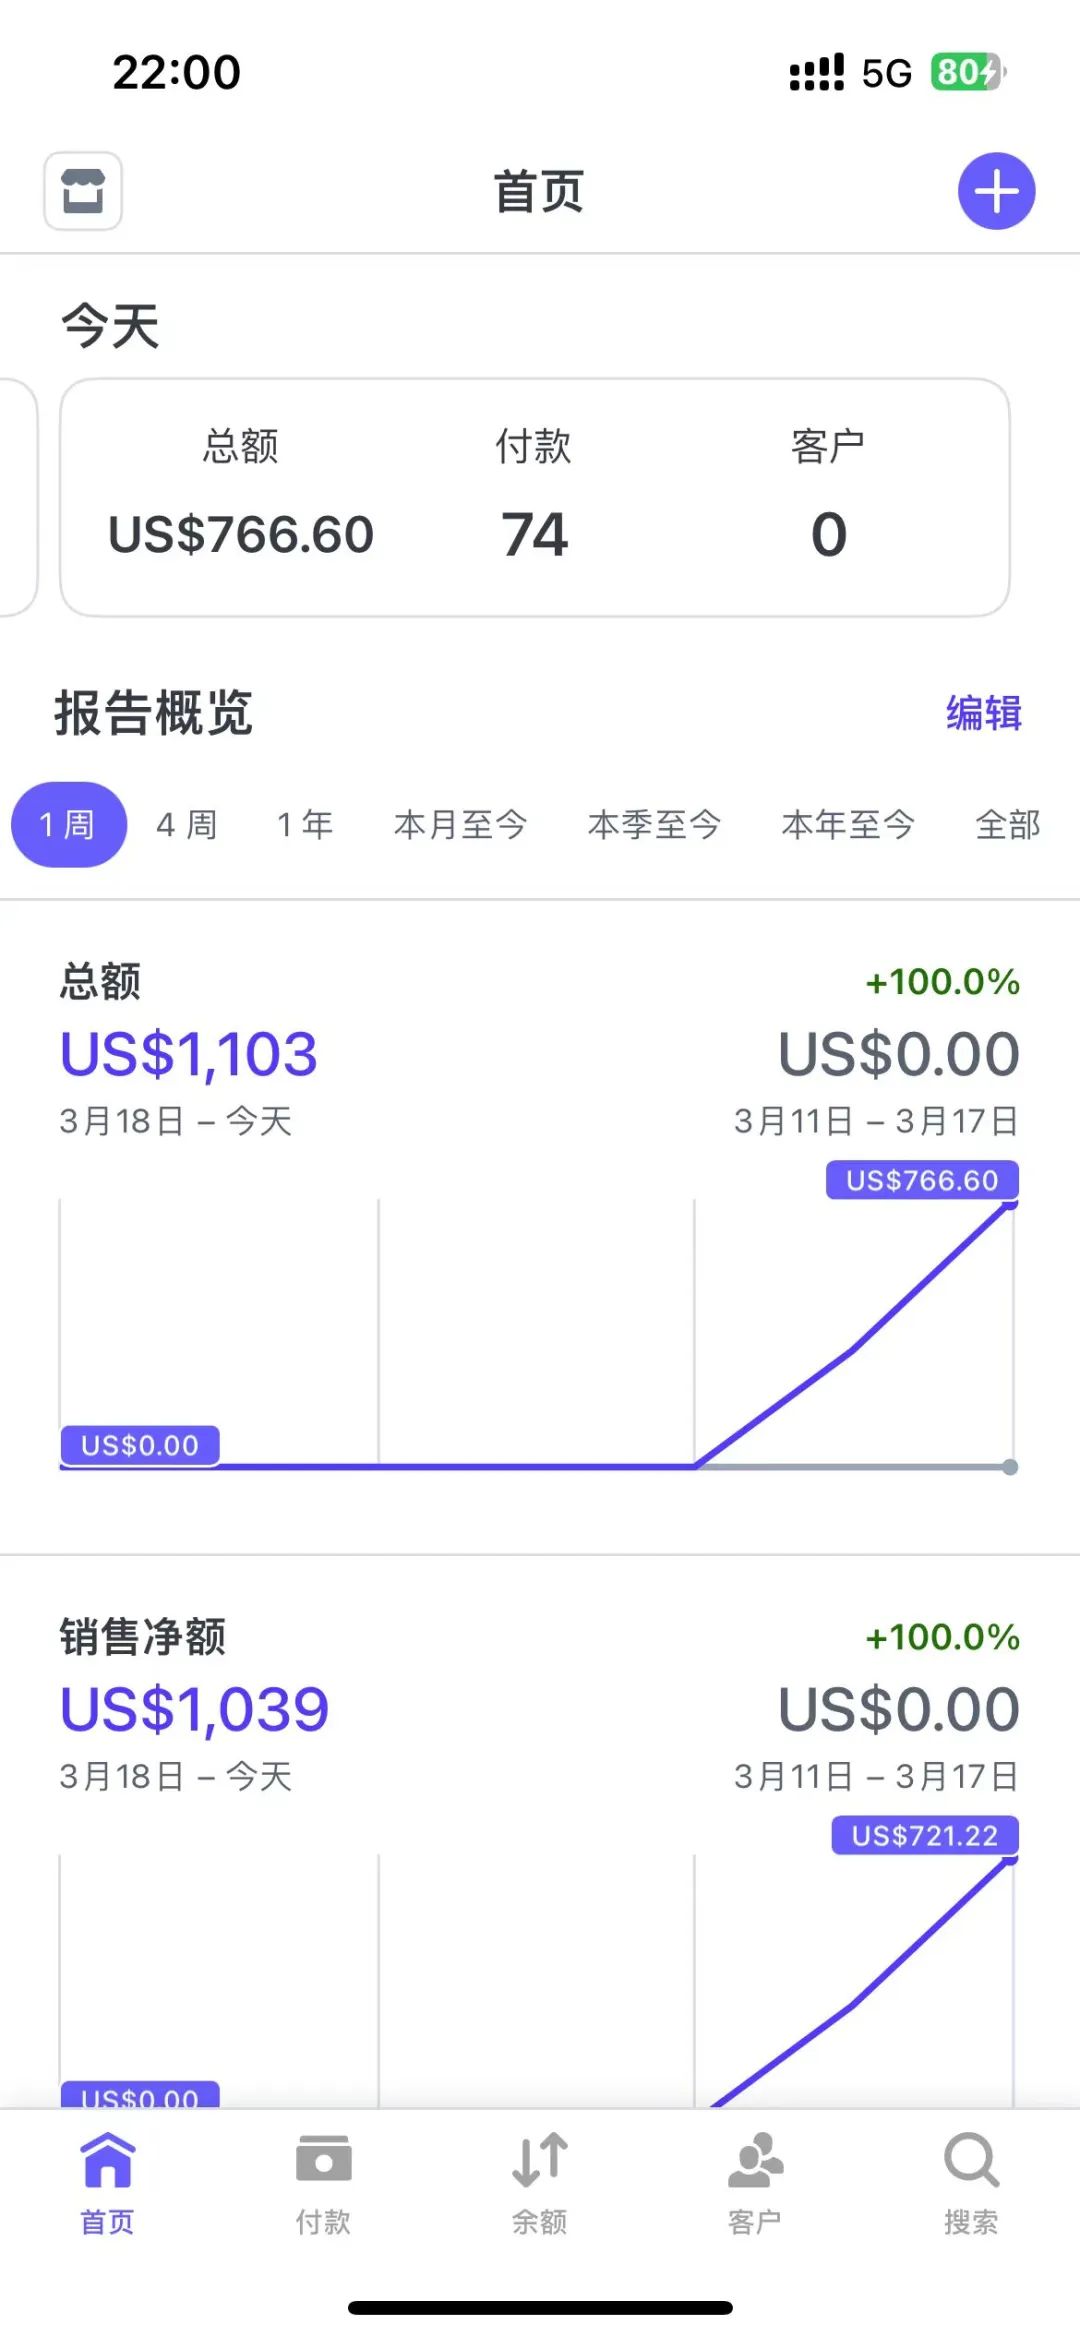 22:00 5G 80
首页
今天
总额 付款 客户
US$766.60 74 0
报告概览 编辑
1 周 4 周 1 年 本月至今 本季至今 本年至今 全部
总额 +100.0%
US$1,103 US$0.00
3月18日 – 今天 3月11日 – 3月17日
US$766.60
US$0.00
销售净额 +100.0%
US$1,039 US$0.00
3月18日 – 今天 3月11日 – 3月17日
US$721.22
US$0.00
首页 付款 余额 客户 搜索